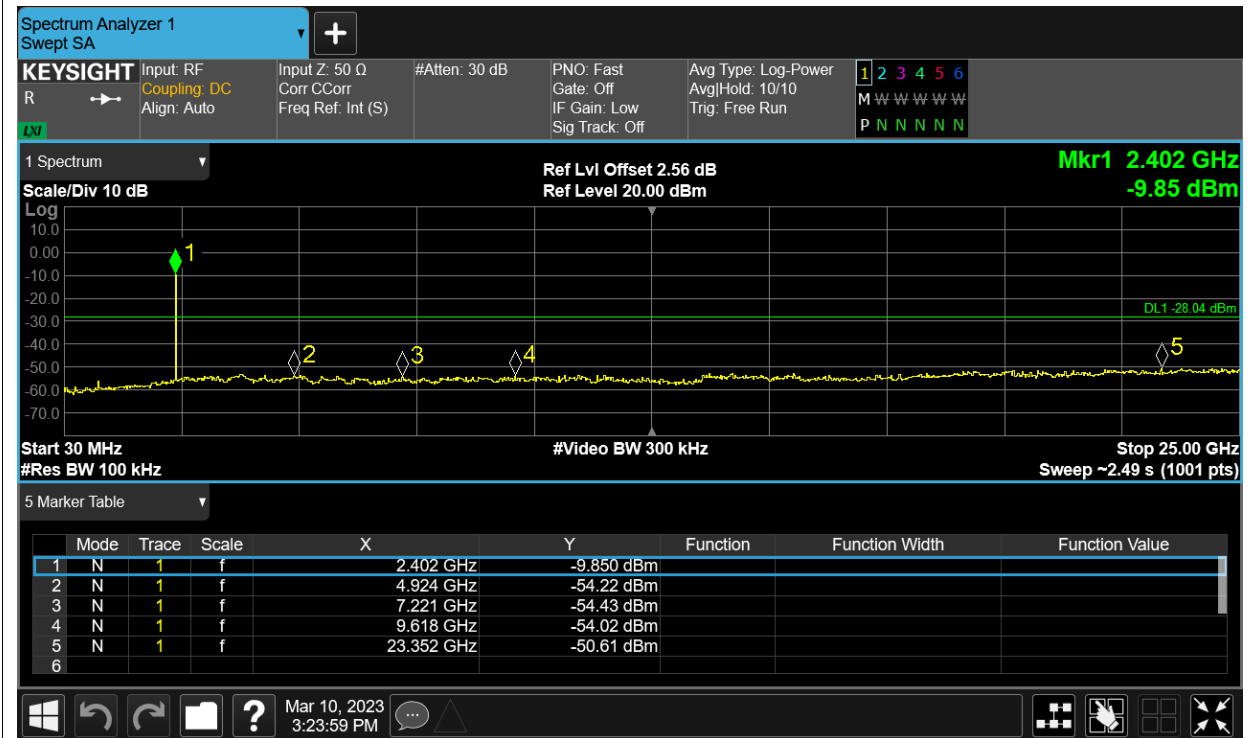 Spectrum Analyzer 1
Swept SA
KEYSIGHT Input: RF Input Z: 50 Ω #Atten: 30 dB PNO: Fast Avg Type: Log-Power 1 2 3 4 5 6
R Coupling: DC Corr CCorr Gate: Off Avg|Hold: 10/10 M W W W W W
Align: Auto Freq Ref: Int (S) IF Gain: Low Trig: Free Run
LXI Sig Track: Off P N N N N N
1 Spectrum Ref Lvl Offset 2.56 dB Mkr1 2.402 GHz
Scale/Div 10 dB Ref Level 20.00 dBm -9.85 dBm
Log
10.0
0.00 1
-10.0
-20.0 DL1 -28.04 dBm
-30.0
-40.0 2 3 4 5
-50.0
-60.0
-70.0
Start 30 MHz #Video BW 300 kHz Stop 25.00 GHz
#Res BW 100 kHz Sweep ~2.49 s (1001 pts)
5 Marker Table
Mode Trace Scale X Y Function Function Width Function Value
1 N 1 f 2.402 GHz -9.850 dBm
2 N 1 f 4.924 GHz -54.22 dBm
3 N 1 f 7.221 GHz -54.43 dBm
4 N 1 f 9.618 GHz -54.02 dBm
5 N 1 f 23.352 GHz -50.61 dBm
6
? Mar 10, 2023
3:23:59 PM